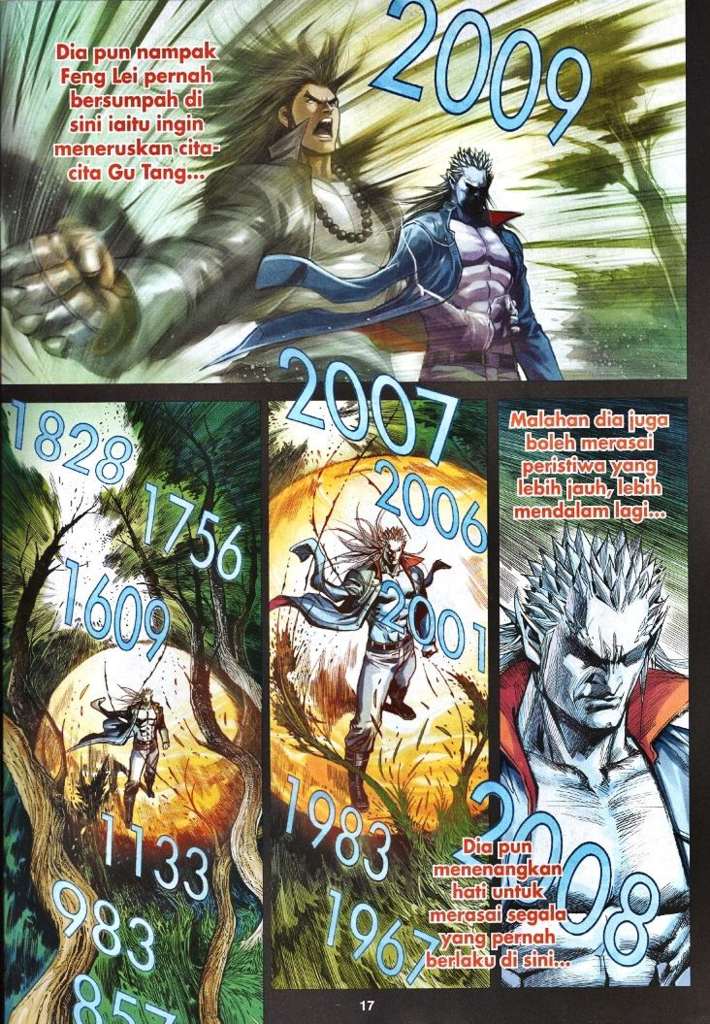 Dia pun nampak
Feng Lei pernah
bersumpah di
sini iaitu ingin
meneruskan cita-
cita Gu Tang...
2009
Malahan dia juga
boleh merasai
peristiwa yang
lebih jauh, lebih
mendalam lagi...
2008
Dia pun
menenangkan
hati untuk
merasai segala
yang pernah
berlaku di sini...
2007
2006
2001
1983
1967
1828
1756
1609
1133
983
857
17